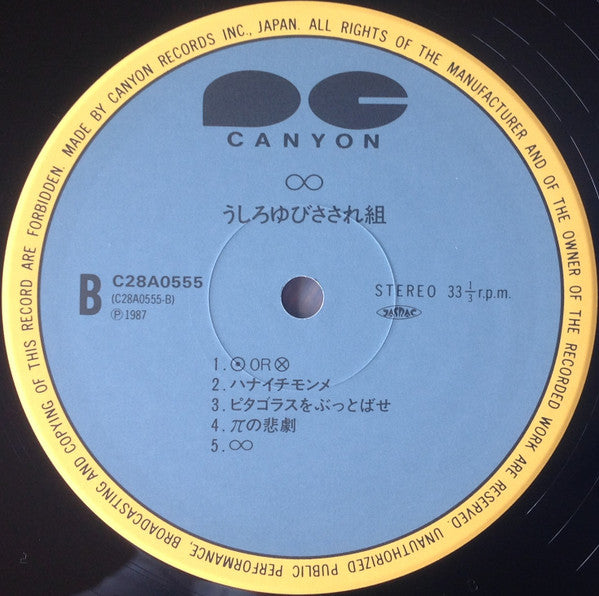 MADE BY CANYON RECORDS INC., JAPAN. ALL RIGHTS OF THE MANUFACTURER AND OF THE OWNER OF THE RECORDED WORK ARE RESERVED. UNAUTHORIZED PUBLIC PERFORMANCE, BROADCASTING AND COPYING OF THIS RECORD ARE FORBIDDEN.
CANYON
∞
うしろゆびさされ組
B
C28A0555
(C28A0555-B)
Ⓟ 1987
STEREO 33 1/3 r.p.m.
JASRAC
1. ⦿ OR ⊗
2. ハナイチモンメ
3. ピタゴラスをぶっとばせ
4. πの悲劇
5. ∞